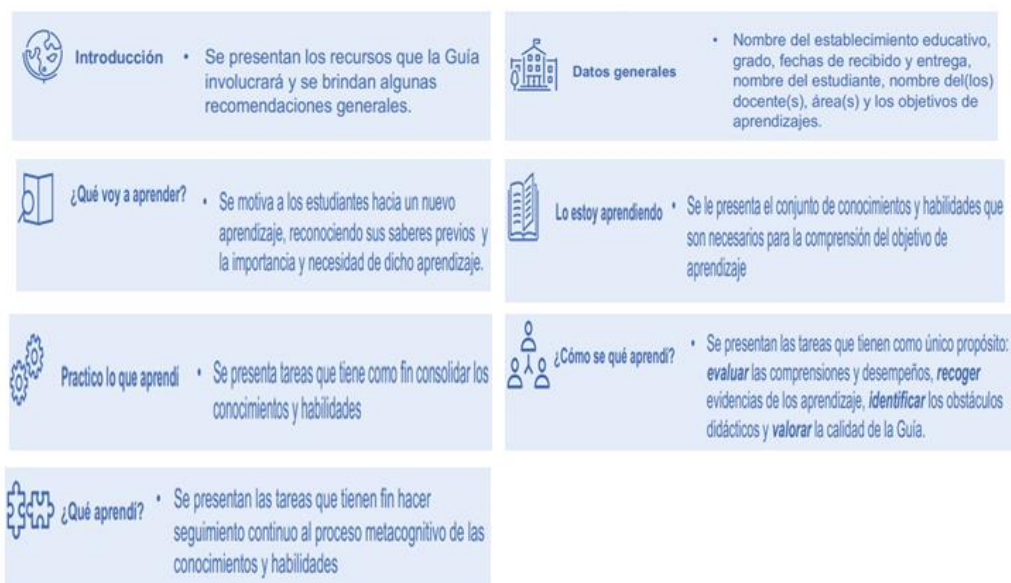 Introducción
• Se presentan los recursos que la Guía
involucrará y se brindan algunas
recomendaciones generales.
Datos generales
• Nombre del establecimiento educativo,
grado, fechas de recibido y entrega,
nombre del estudiante, nombre del(los)
docente(s), área(s) y los objetivos de
aprendizajes.
¿Qué voy a aprender?
• Se motiva a los estudiantes hacia un nuevo
aprendizaje, reconociendo sus saberes previos y
la importancia y necesidad de dicho aprendizaje.
Lo estoy aprendiendo
• Se le presenta el conjunto de conocimientos y habilidades que
son necesarios para la comprensión del objetivo de
aprendizaje
Practico lo que aprendí
• Se presenta tareas que tiene como fin consolidar los
conocimientos y habilidades
¿Cómo se qué aprendí?
• Se presentan las tareas que tienen como único propósito:
evaluar las comprensiones y desempeños, recoger
evidencias de los aprendizaje, identificar los obstáculos
didácticos y valorar la calidad de la Guía.
¿Qué aprendí?
• Se presentan las tareas que tienen fin hacer
seguimiento continuo al proceso metacognitivo de las
conocimientos y habilidades